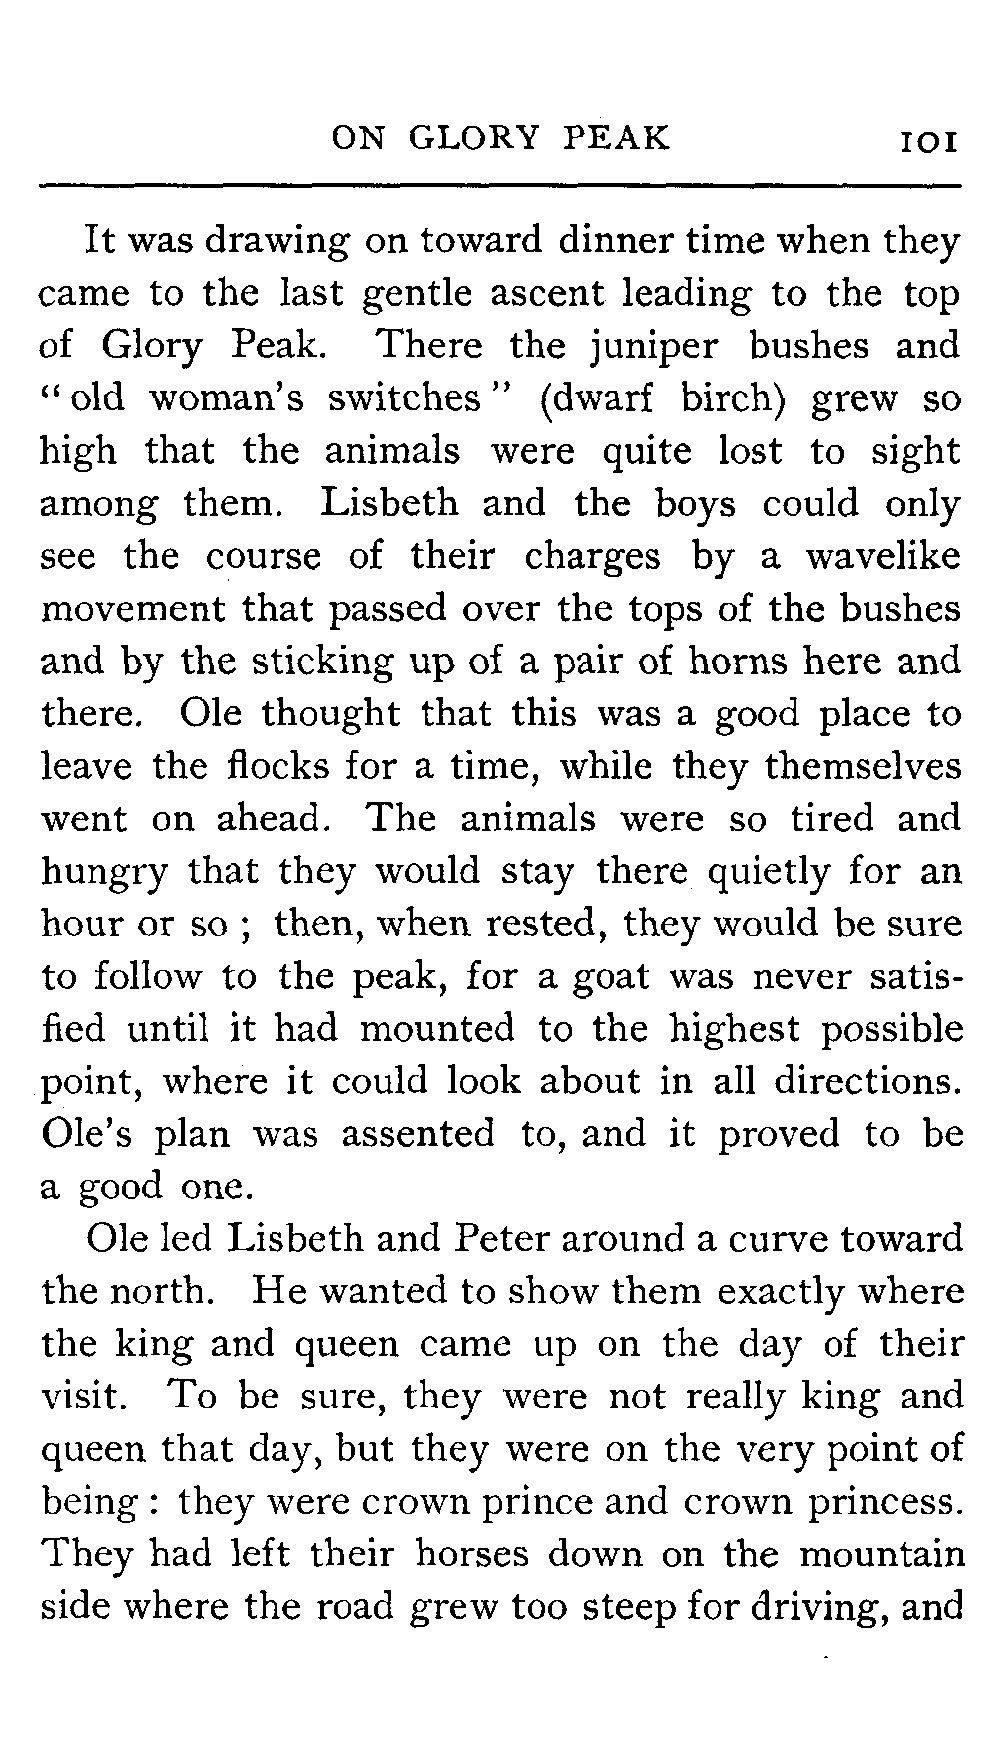 ON GLORY PEAK 101
It was drawing on toward dinner time when they
came to the last gentle ascent leading to the top
of Glory Peak. There the juniper bushes and
“old woman's switches” (dwarf birch) grew so
high that the animals were quite lost to sight
among them. Lisbeth and the boys could only
see the course of their charges by a wavelike
movement that passed over the tops of the bushes
and by the sticking up of a pair of horns here and
there. Ole thought that this was a good place to
leave the flocks for a time, while they themselves
went on ahead. The animals were so tired and
hungry that they would stay there quietly for an
hour or so ; then, when rested, they would be sure
to follow to the peak, for a goat was never satis-
fied until it had mounted to the highest possible
point, where it could look about in all directions.
Ole's plan was assented to, and it proved to be
a good one.
Ole led Lisbeth and Peter around a curve toward
the north. He wanted to show them exactly where
the king and queen came up on the day of their
visit. To be sure, they were not really king and
queen that day, but they were on the very point of
being : they were crown prince and crown princess.
They had left their horses down on the mountain
side where the road grew too steep for driving, and